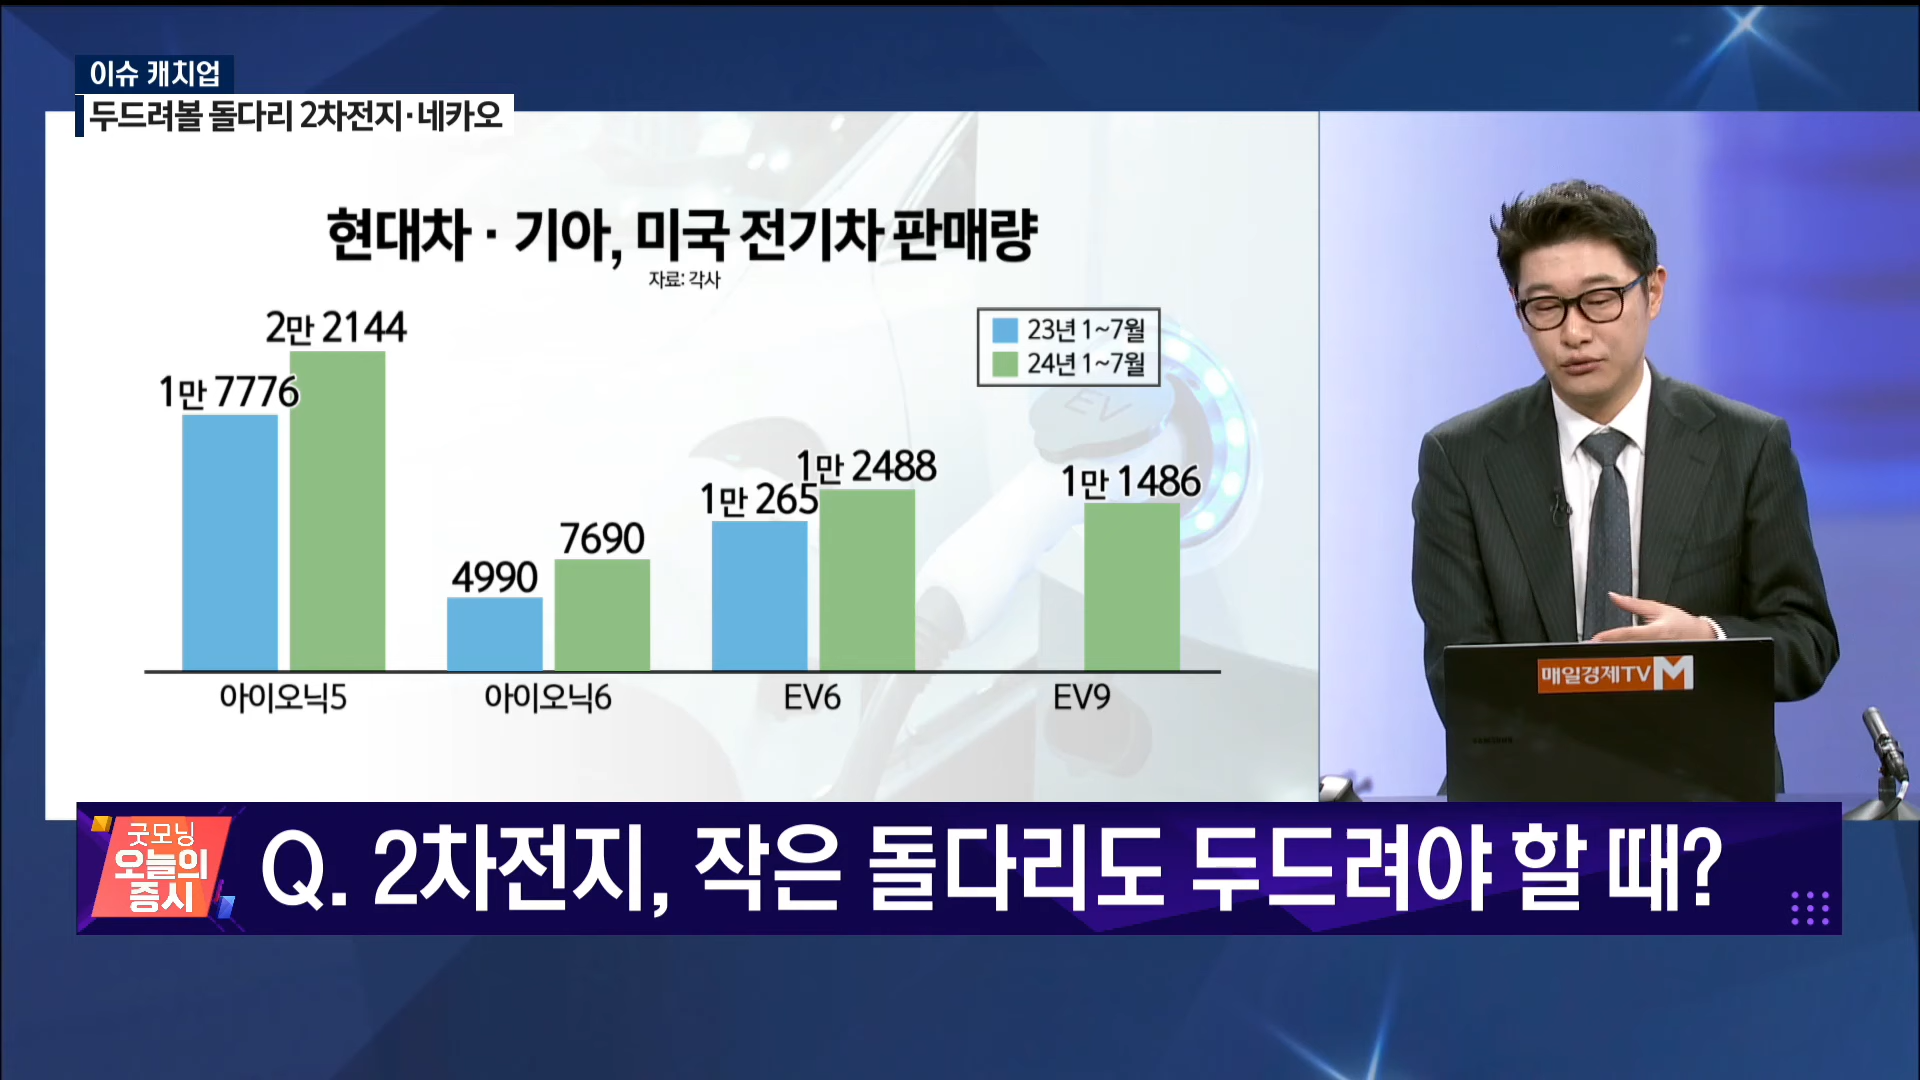 이슈 캐치업
두드려볼 돌다리 2차전지·네카오
현대차·기아, 미국 전기차 판매량
자료: 각사
23년 1~7월
24년 1~7월
1만 7776
2만 2144
4990
7690
1만 265
1만 2488
1만 1486
아이오닉5
아이오닉6
EV6
EV9
EV
매일경제TV M
SAMSUNG
굿모닝
오늘의
증시
Q. 2차전지, 작은 돌다리도 두드려야 할 때?